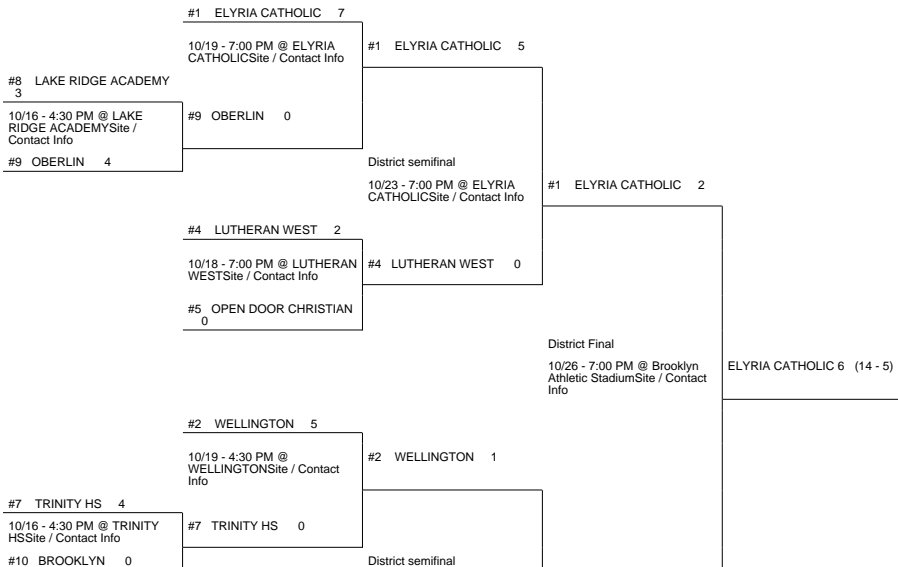 #1 ELYRIA CATHOLIC 7
10/19 - 7:00 PM @ ELYRIA
CATHOLICSite / Contact Info
#1 ELYRIA CATHOLIC 5
#8 LAKE RIDGE ACADEMY
3
10/16 - 4:30 PM @ LAKE
RIDGE ACADEMYSite /
Contact Info
#9 OBERLIN 0
#9 OBERLIN 4
District semifinal
10/23 - 7:00 PM @ ELYRIA
CATHOLICSite / Contact Info
#1 ELYRIA CATHOLIC 2
#4 LUTHERAN WEST 2
10/18 - 7:00 PM @ LUTHERAN
WESTSite / Contact Info
#4 LUTHERAN WEST 0
#5 OPEN DOOR CHRISTIAN
0
District Final
10/26 - 7:00 PM @ Brooklyn
Athletic StadiumSite / Contact
Info
ELYRIA CATHOLIC 6 (14 - 5)
#2 WELLINGTON 5
10/19 - 4:30 PM @
WELLINGTONSite / Contact
Info
#2 WELLINGTON 1
#7 TRINITY HS 4
10/16 - 4:30 PM @ TRINITY
HSSite / Contact Info
#7 TRINITY HS 0
#10 BROOKLYN 0
District semifinal